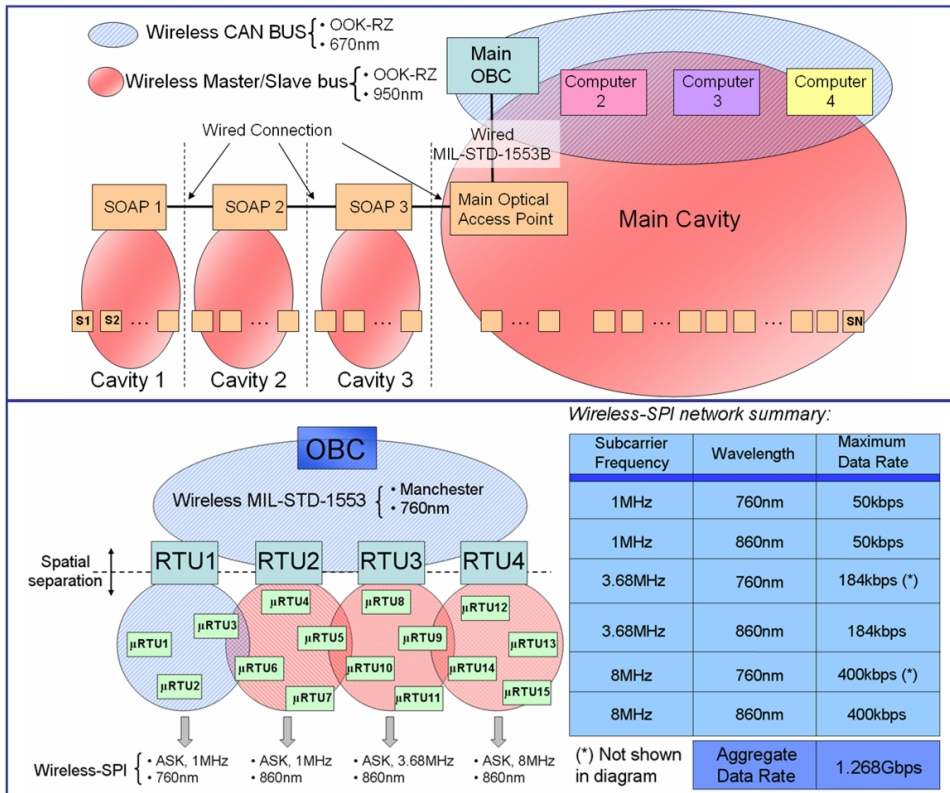 Wireless CAN BUS
• OOK-RZ
• 670nm
Wireless Master/Slave bus
• OOK-RZ
• 950nm
Main
OBC
Computer
2
Computer
3
Computer
4
Wired Connection
Wired
MIL-STD-1553B
SOAP 1
SOAP 2
SOAP 3
Main Optical
Access Point
Main Cavity
S1
S2
...
...
...
...
...
...
SN
Cavity 1
Cavity 2
Cavity 3
OBC
Wireless MIL-STD-1553
• Manchester
• 760nm
Spatial
separation
RTU1
RTU2
RTU3
RTU4
µRTU1
µRTU2
µRTU3
µRTU4
µRTU5
µRTU6
µRTU7
µRTU8
µRTU9
µRTU10
µRTU11
µRTU12
µRTU13
µRTU14
µRTU15
Wireless-SPI
• ASK, 1MHz
• 760nm
• ASK, 1MHz
• 860nm
• ASK, 3.68MHz
• 860nm
• ASK, 8MHz
• 860nm
Wireless-SPI network summary:
Subcarrier Frequency Wavelength Maximum Data Rate
1MHz 760nm 50kbps
1MHz 860nm 50kbps
3.68MHz 760nm 184kbps (*)
3.68MHz 860nm 184kbps
8MHz 760nm 400kbps (*)
8MHz 860nm 400kbps
(*) Not shown
in diagram
Aggregate
Data Rate
1.268Gbps